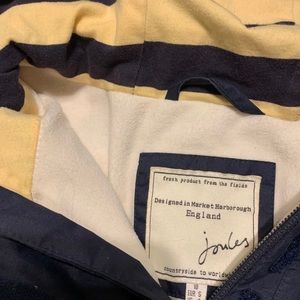 fresh product from the fields
Designed in Market Harborough
England
joules
countryside to worldwide